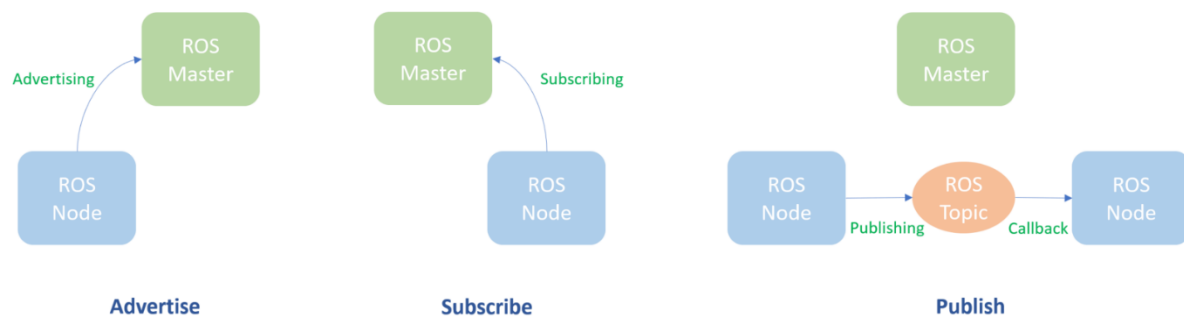 ROS
Master
Advertising
ROS
Node
Advertise
ROS
Master
Subscribing
ROS
Node
Subscribe
ROS
Master
ROS
Node
Publishing
ROS
Topic
Callback
ROS
Node
Publish